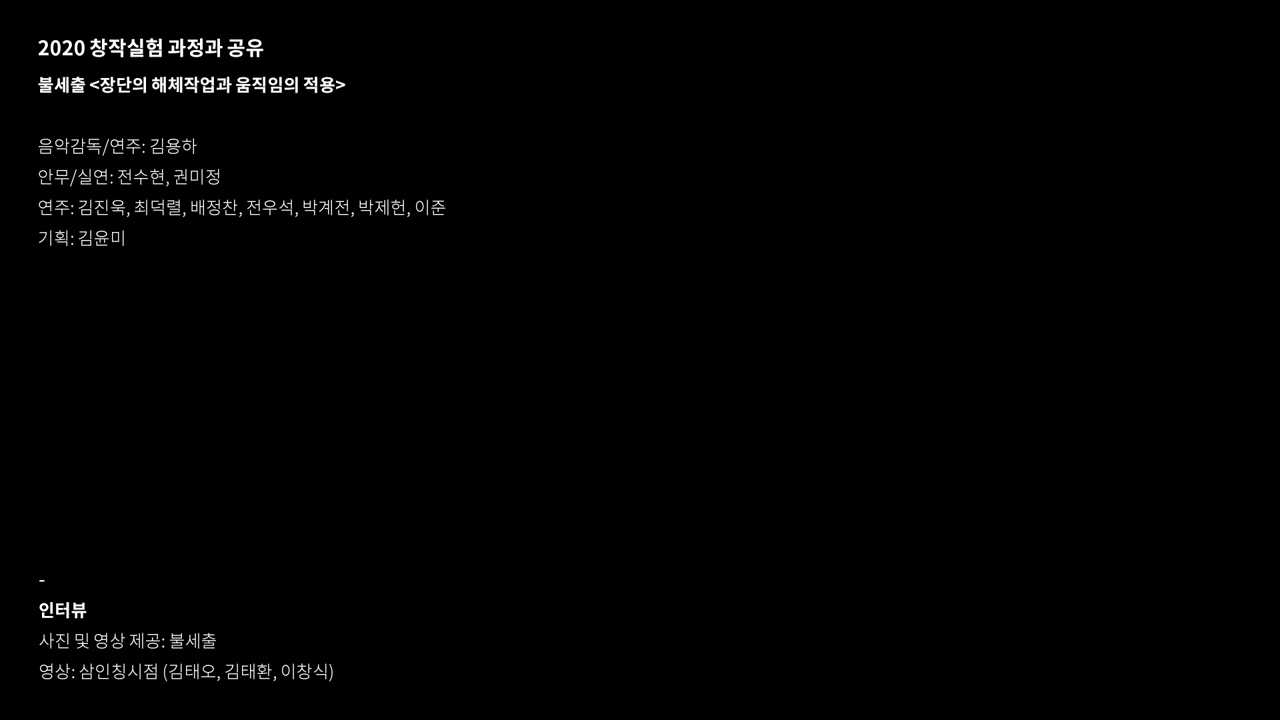 2020 창작실험 과정과 공유
불세출 <장단의 해체작업과 움직임의 적용>
음악감독/연주: 김용하
안무/실연: 전수현, 권미정
연주: 김진욱, 최덕렬, 배정찬, 전우석, 박계전, 박제헌, 이준
기획: 김윤미
-
인터뷰
사진 및 영상 제공: 불세출
영상: 삼인칭시점 (김태오, 김태환, 이창식)